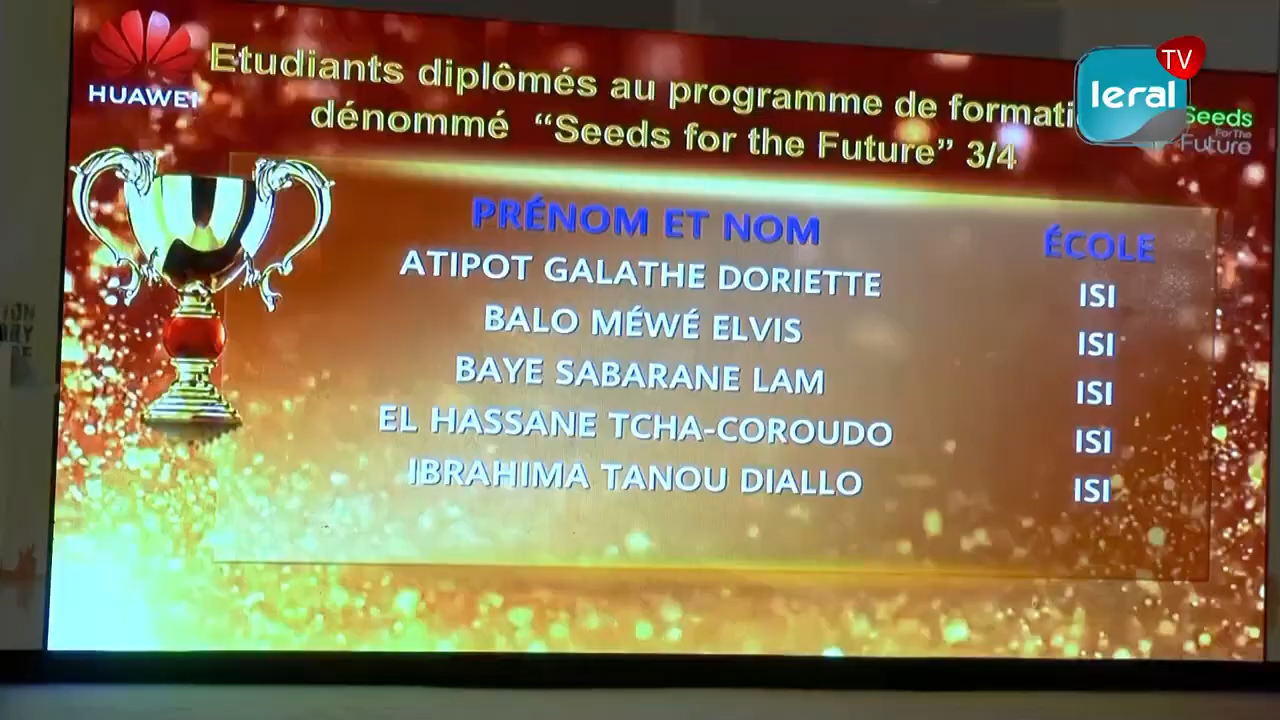 HUAWEI
Etudiants diplômés au programme de formati
dénommé “Seeds for the Future” 3/4
leral TV
Seeds
For The
Future
PRÉNOM ET NOM ÉCOLE
ATIPOT GALATHE DORIETTE ISI
BALO MÉWÉ ELVIS ISI
BAYE SABARANE LAM ISI
EL HASSANE TCHA-COROUDO ISI
IBRAHIMA TANOU DIALLO ISI